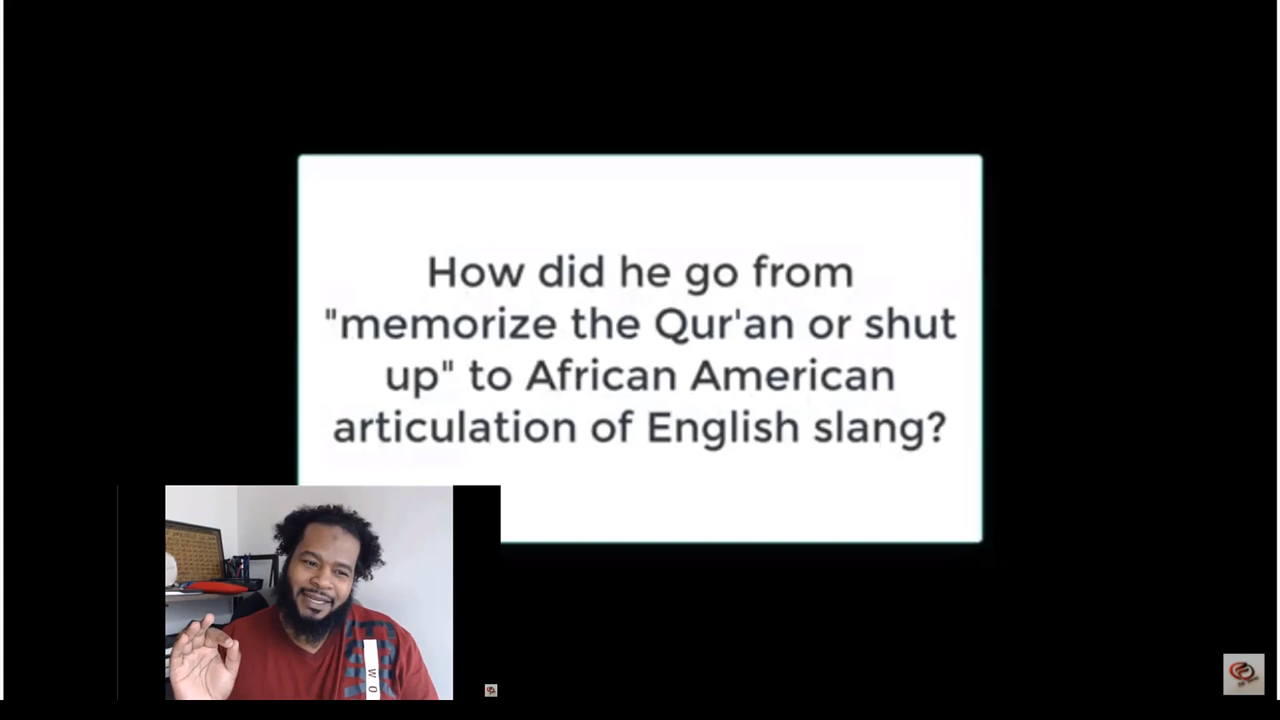 How did he go from
"memorize the Qur'an or shut
up" to African American
articulation of English slang?